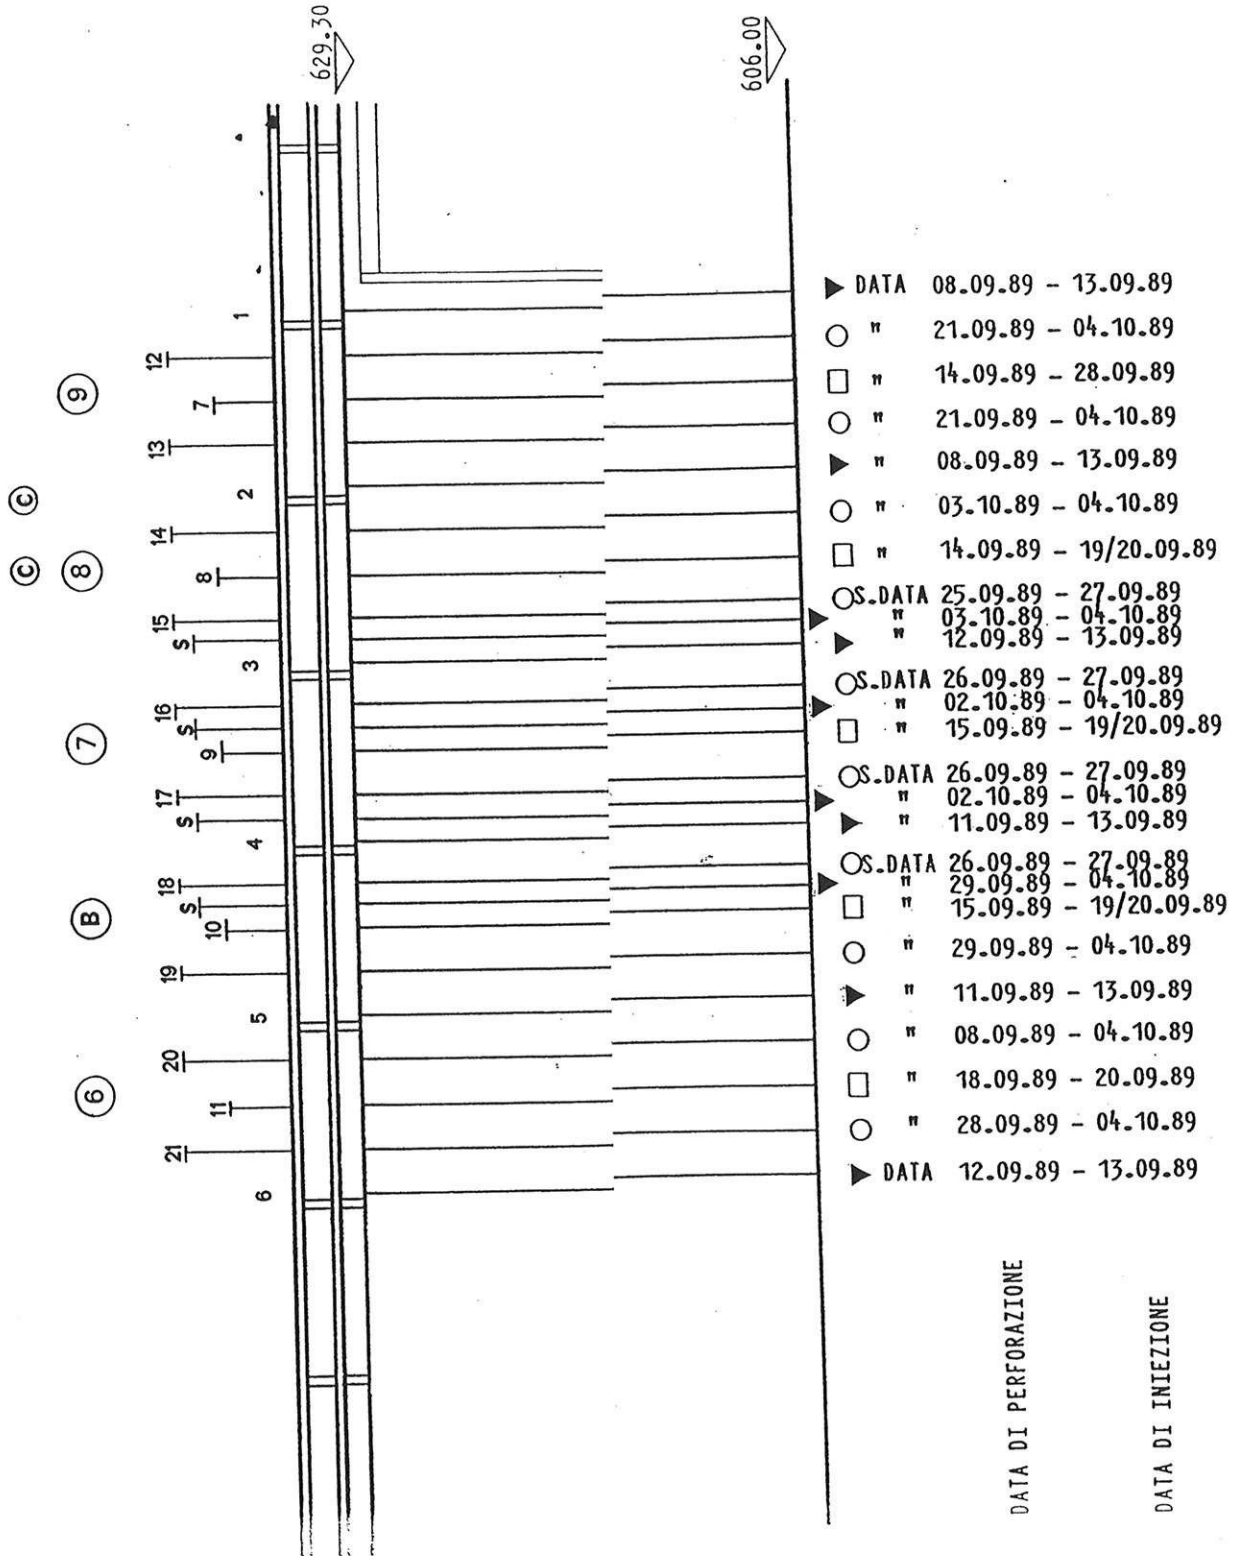 629.30
606.00
1
12
9
7
13
C
2
14
C
8
8
15
S
3
16
S
7
9
17
S
4
18
S
B
10
19
5
20
6
11
21
6
DATA 08.09.89 - 13.09.89
" 21.09.89 - 04.10.89
" 14.09.89 - 28.09.89
" 21.09.89 - 04.10.89
" 08.09.89 - 13.09.89
" 03.10.89 - 04.10.89
" 14.09.89 - 19/20.09.89
S.DATA 25.09.89 - 27.09.89
" 03.10.89 - 04.10.89
" 12.09.89 - 13.09.89
S.DATA 26.09.89 - 27.09.89
" 02.10.89 - 04.10.89
" 15.09.89 - 19/20.09.89
S.DATA 26.09.89 - 27.09.89
" 02.10.89 - 04.10.89
" 11.09.89 - 13.09.89
S.DATA 26.09.89 - 27.09.89
" 29.09.89 - 04.10.89
" 15.09.89 - 19/20.09.89
" 29.09.89 - 04.10.89
" 11.09.89 - 13.09.89
" 08.09.89 - 04.10.89
" 18.09.89 - 20.09.89
" 28.09.89 - 04.10.89
DATA 12.09.89 - 13.09.89
DATA DI PERFORAZIONE
DATA DI INIEZIONE